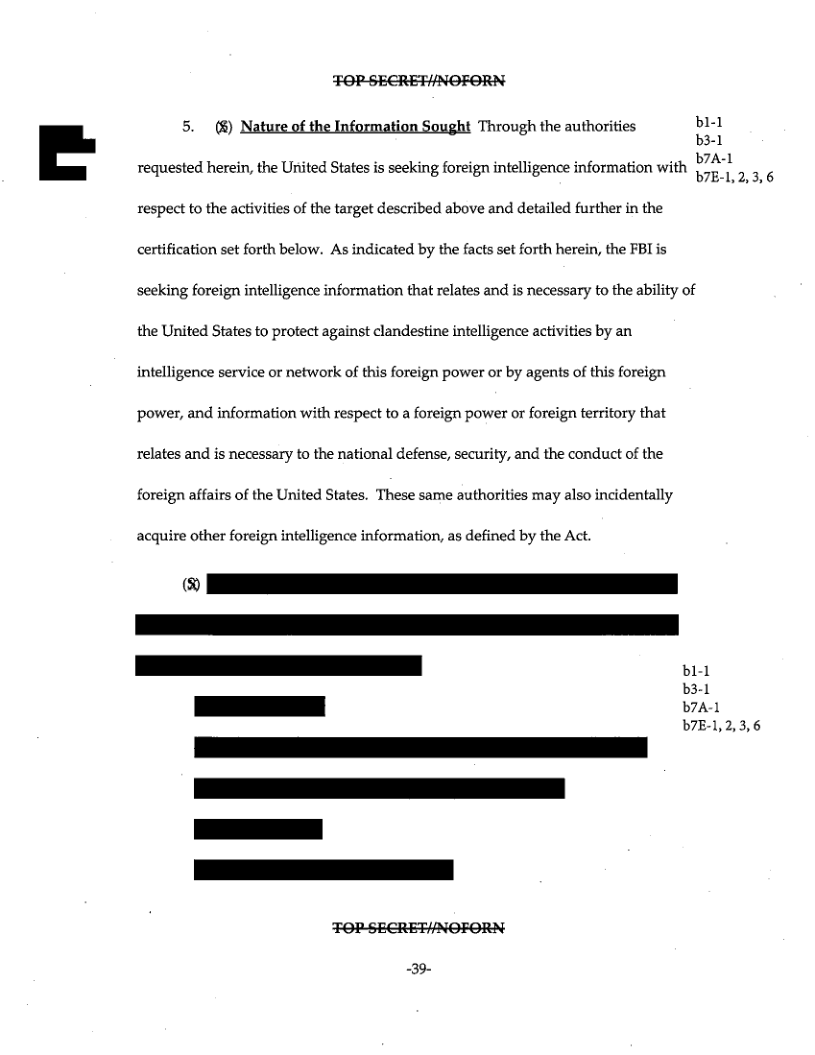 TOP SECRET//NOFORN
5. (S) Nature of the Information Sought Through the authorities
requested herein, the United States is seeking foreign intelligence information with
respect to the activities of the target described above and detailed further in the
certification set forth below. As indicated by the facts set forth herein, the FBI is
seeking foreign intelligence information that relates and is necessary to the ability of
the United States to protect against clandestine intelligence activities by an
intelligence service or network of this foreign power or by agents of this foreign
power, and information with respect to a foreign power or foreign territory that
relates and is necessary to the national defense, security, and the conduct of the
foreign affairs of the United States. These same authorities may also incidentally
acquire other foreign intelligence information, as defined by the Act.
b1-1
b3-1
b7A-1
b7E-1, 2, 3, 6
(S)
b1-1
b3-1
b7A-1
b7E-1, 2, 3, 6
TOP SECRET//NOFORN
-39-